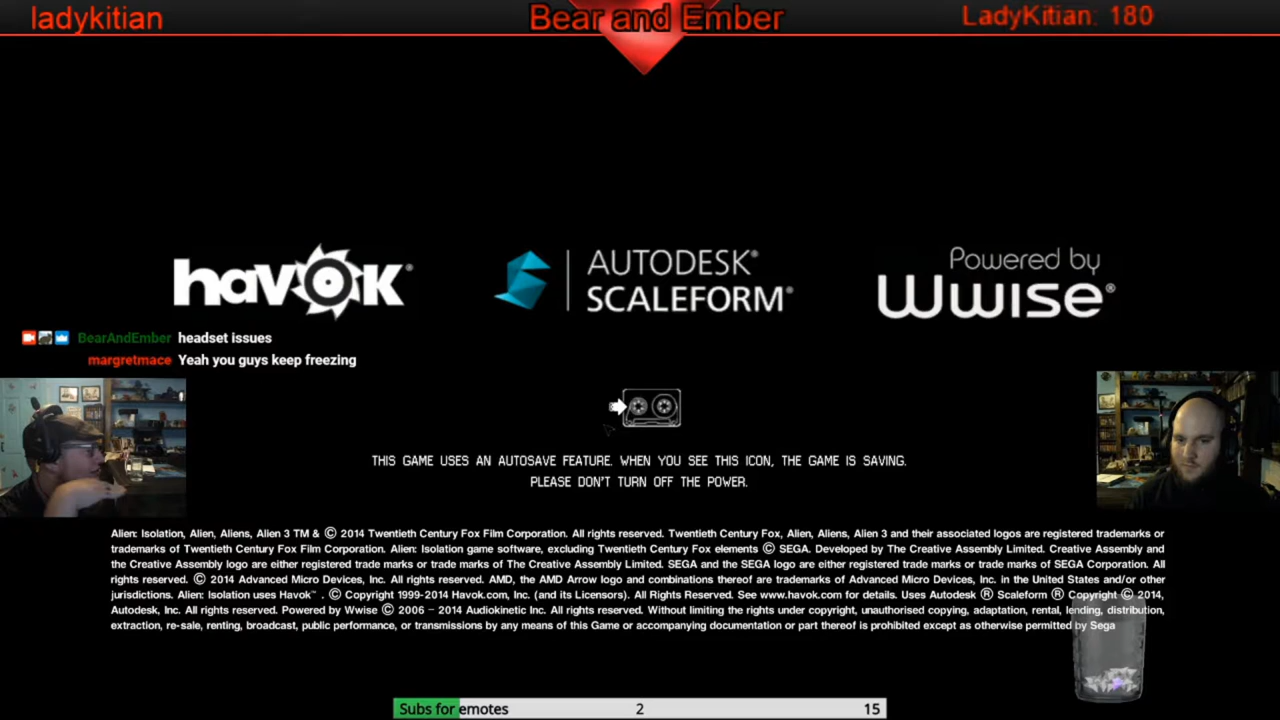 ladykitian
Bear and Ember
LadyKitian: 180
haVOK®
AUTODESK®
SCALEFORM®
Powered by
Wwise®
BearAndEmber headset issues
margretmace Yeah you guys keep freezing
THIS GAME USES AN AUTOSAVE FEATURE. WHEN YOU SEE THIS ICON, THE GAME IS SAVING.
PLEASE DON'T TURN OFF THE POWER.
Alien: Isolation, Alien, Aliens, Alien 3 TM & Ⓒ 2014 Twentieth Century Fox Film Corporation. All rights reserved. Twentieth Century Fox, Alien, Aliens, Alien 3 and their associated logos are registered trademarks or
trademarks of Twentieth Century Fox Film Corporation. Alien: Isolation game software, excluding Twentieth Century Fox elements Ⓒ SEGA. Developed by The Creative Assembly Limited. Creative Assembly and
the Creative Assembly logo are either registered trade marks or trade marks of The Creative Assembly Limited. SEGA and the SEGA logo are either registered trade marks or trade marks of SEGA Corporation. All
rights reserved. Ⓒ 2014 Advanced Micro Devices, Inc. All rights reserved. AMD, the AMD Arrow logo and combinations thereof are trademarks of Advanced Micro Devices, Inc. in the United States and/or other
jurisdictions. Alien: Isolation uses Havok™ . Ⓒ Copyright 1999-2014 Havok.com, Inc. (and its Licensors). All Rights Reserved. See www.havok.com for details. Uses Autodesk Ⓡ Scaleform Ⓡ Copyright Ⓒ 2014,
Autodesk, Inc. All rights reserved. Powered by Wwise Ⓒ 2006 – 2014 Audiokinetic Inc. All rights reserved. Without limiting the rights under copyright, unauthorised copying, adaptation, rental, lending, distribution,
extraction, re-sale, renting, broadcast, public performance, or transmissions by any means of this Game or accompanying documentation or part thereof is prohibited except as otherwise permitted by Sega
Subs for emotes 2 15